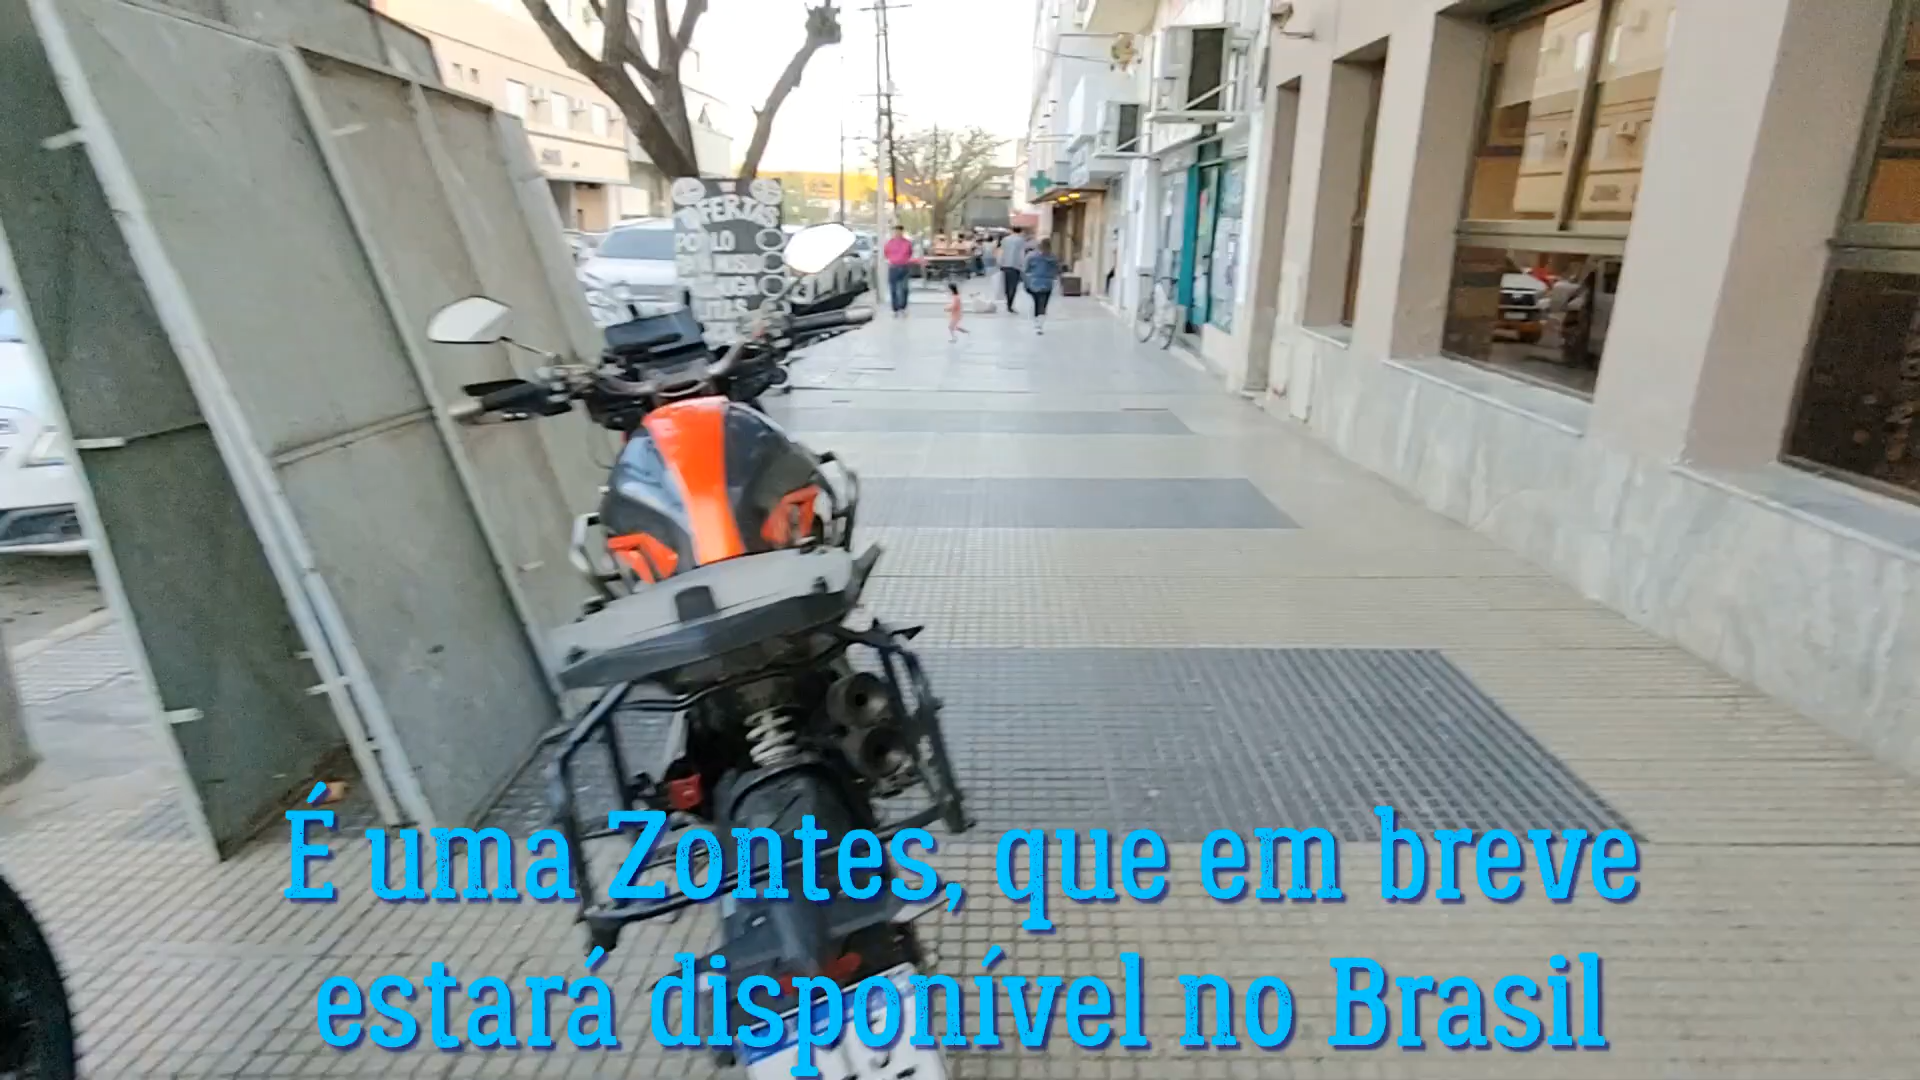 OFERTAS
É uma Zontes, que em breve
estará disponível no Brasil